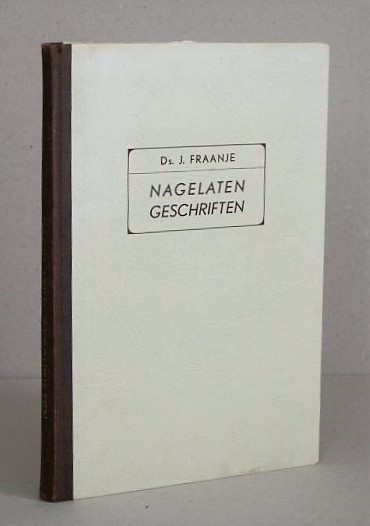 Ds. J. FRAANJE
NAGELATEN
GESCHRIFTEN